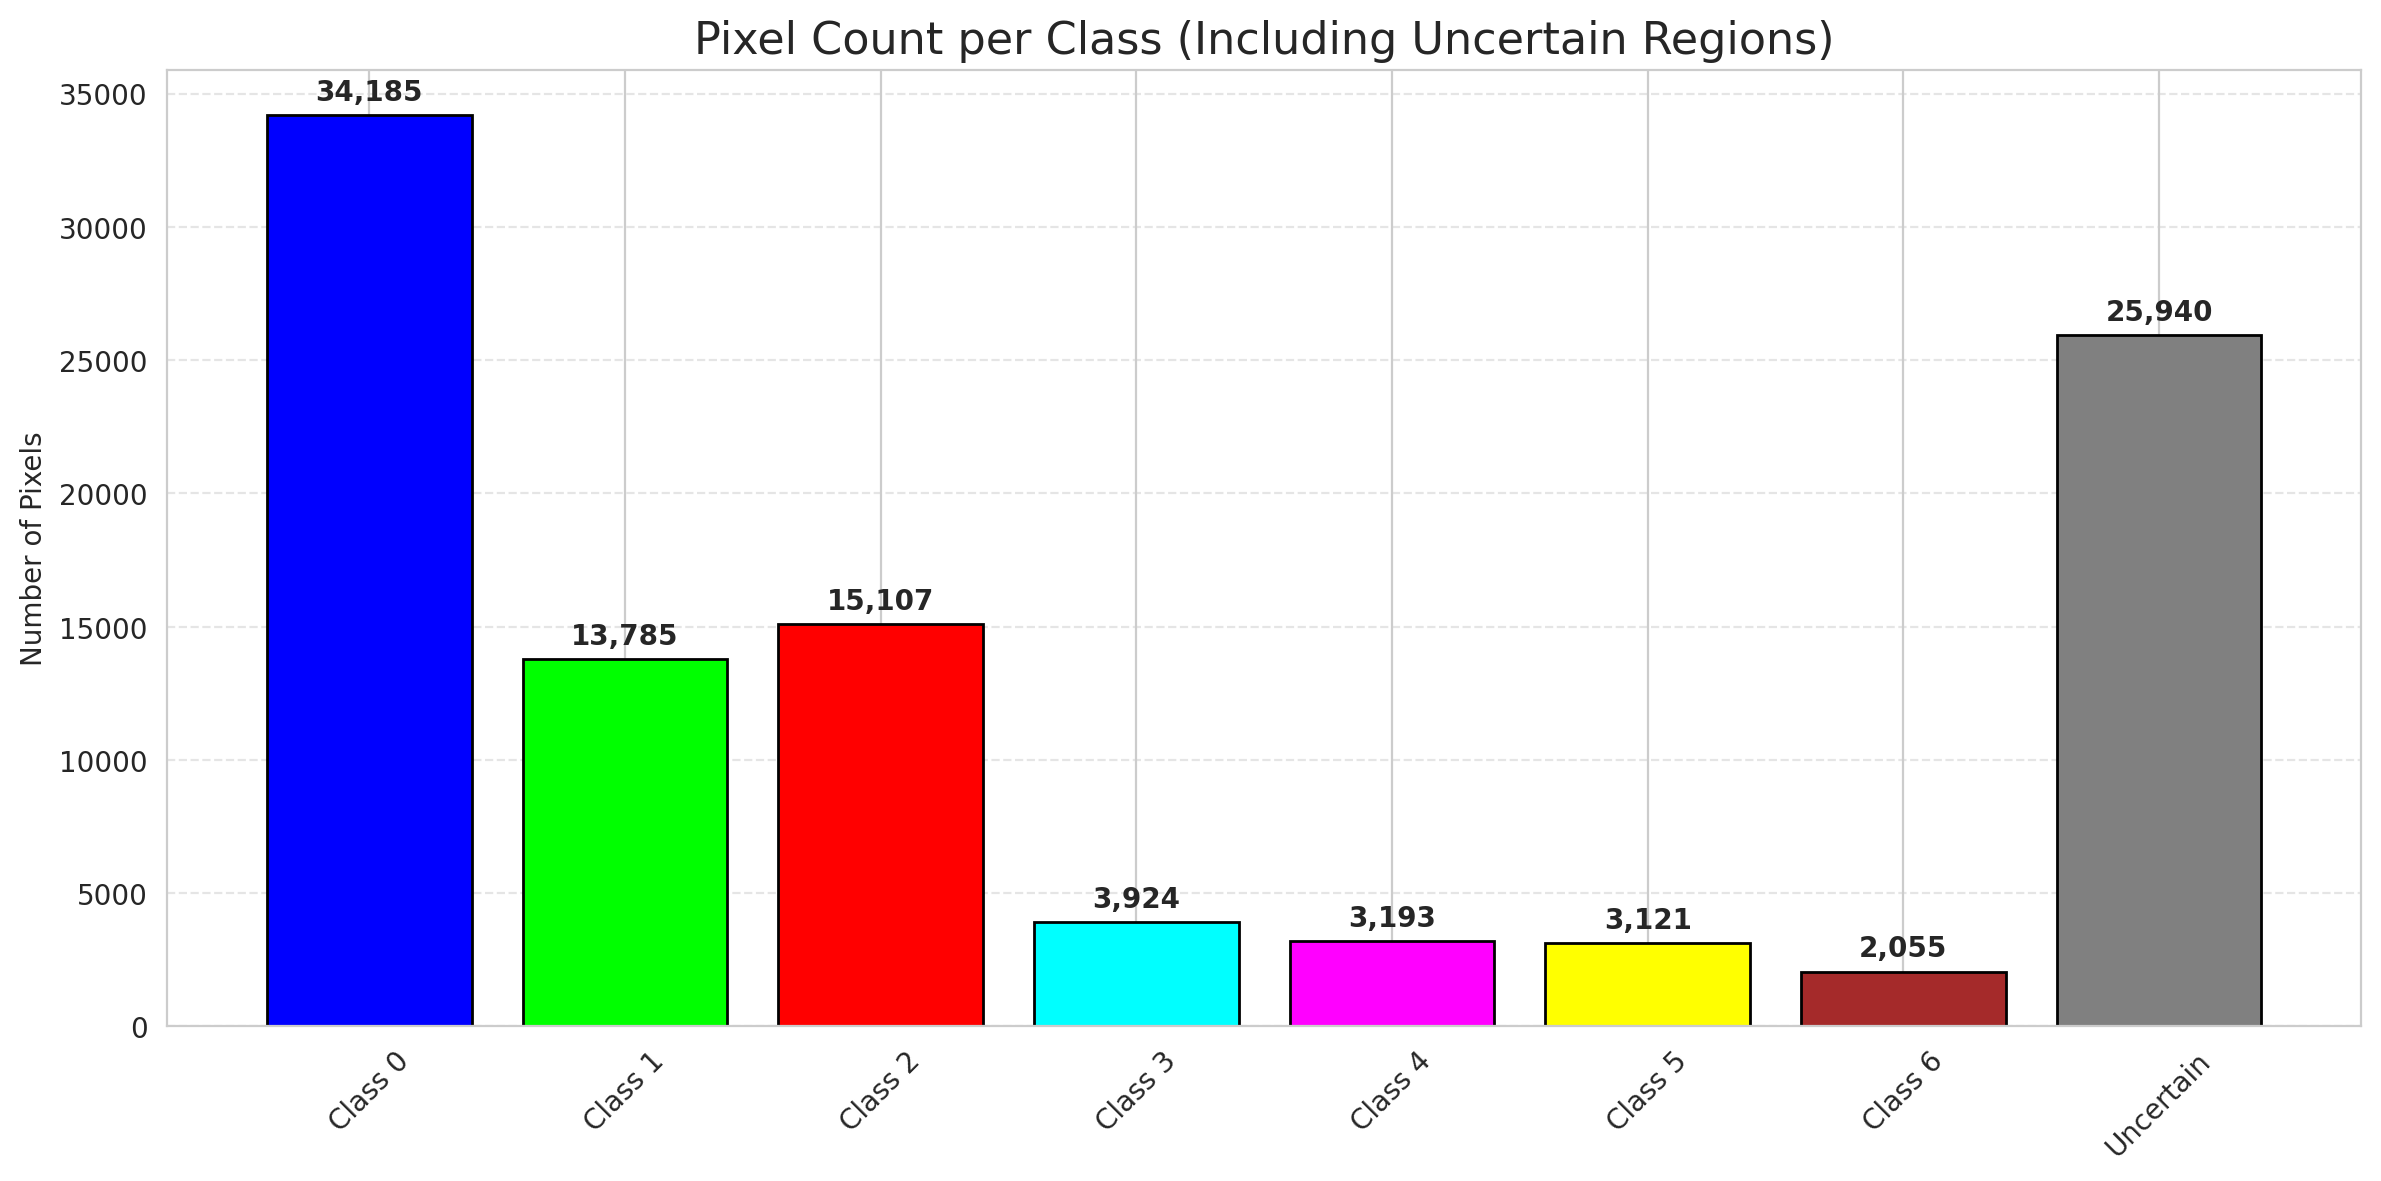 Pixel Count per Class (Including Uncertain Regions)
Number of Pixels
35000
30000
25000
20000
15000
10000
5000
0
34,185
13,785
15,107
3,924
3,193
3,121
2,055
25,940
Class 0
Class 1
Class 2
Class 3
Class 4
Class 5
Class 6
Uncertain